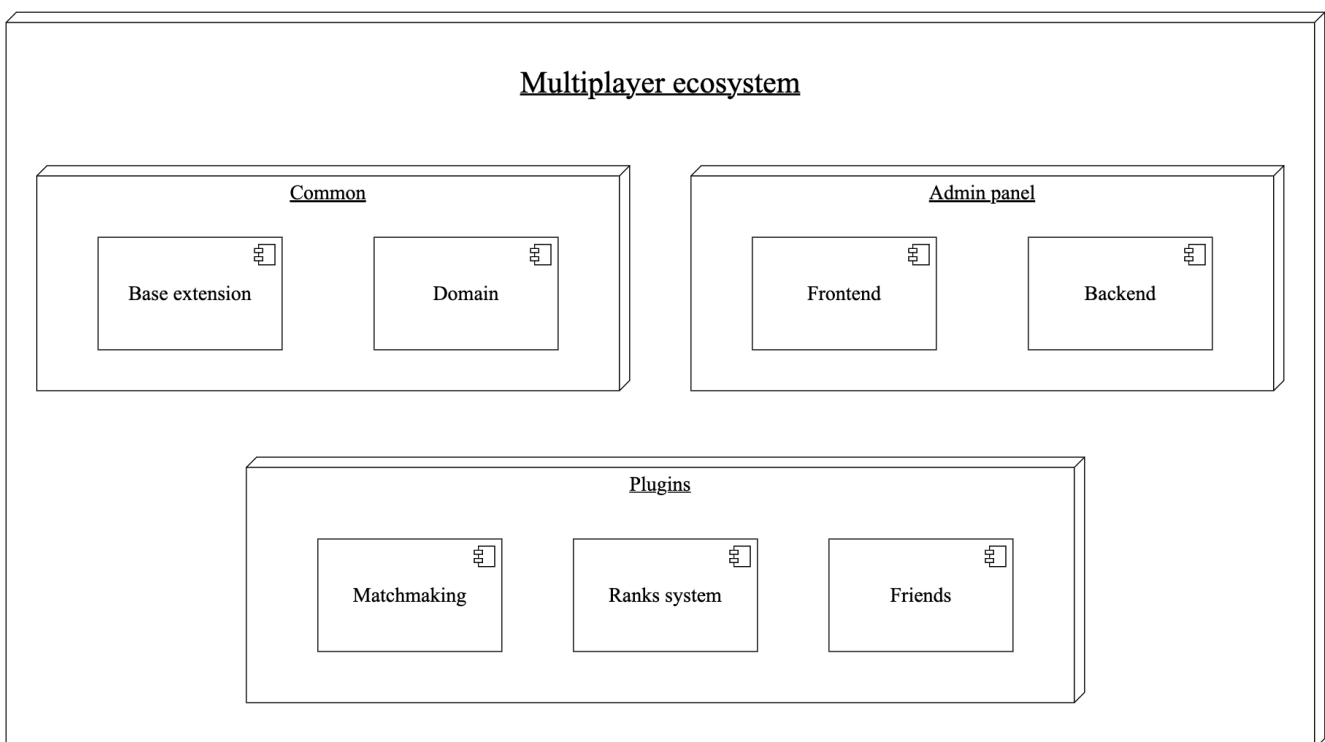 Multiplayer ecosystem
Common
Admin panel
Base extension
Domain
Frontend
Backend
Plugins
Matchmaking
Ranks system
Friends